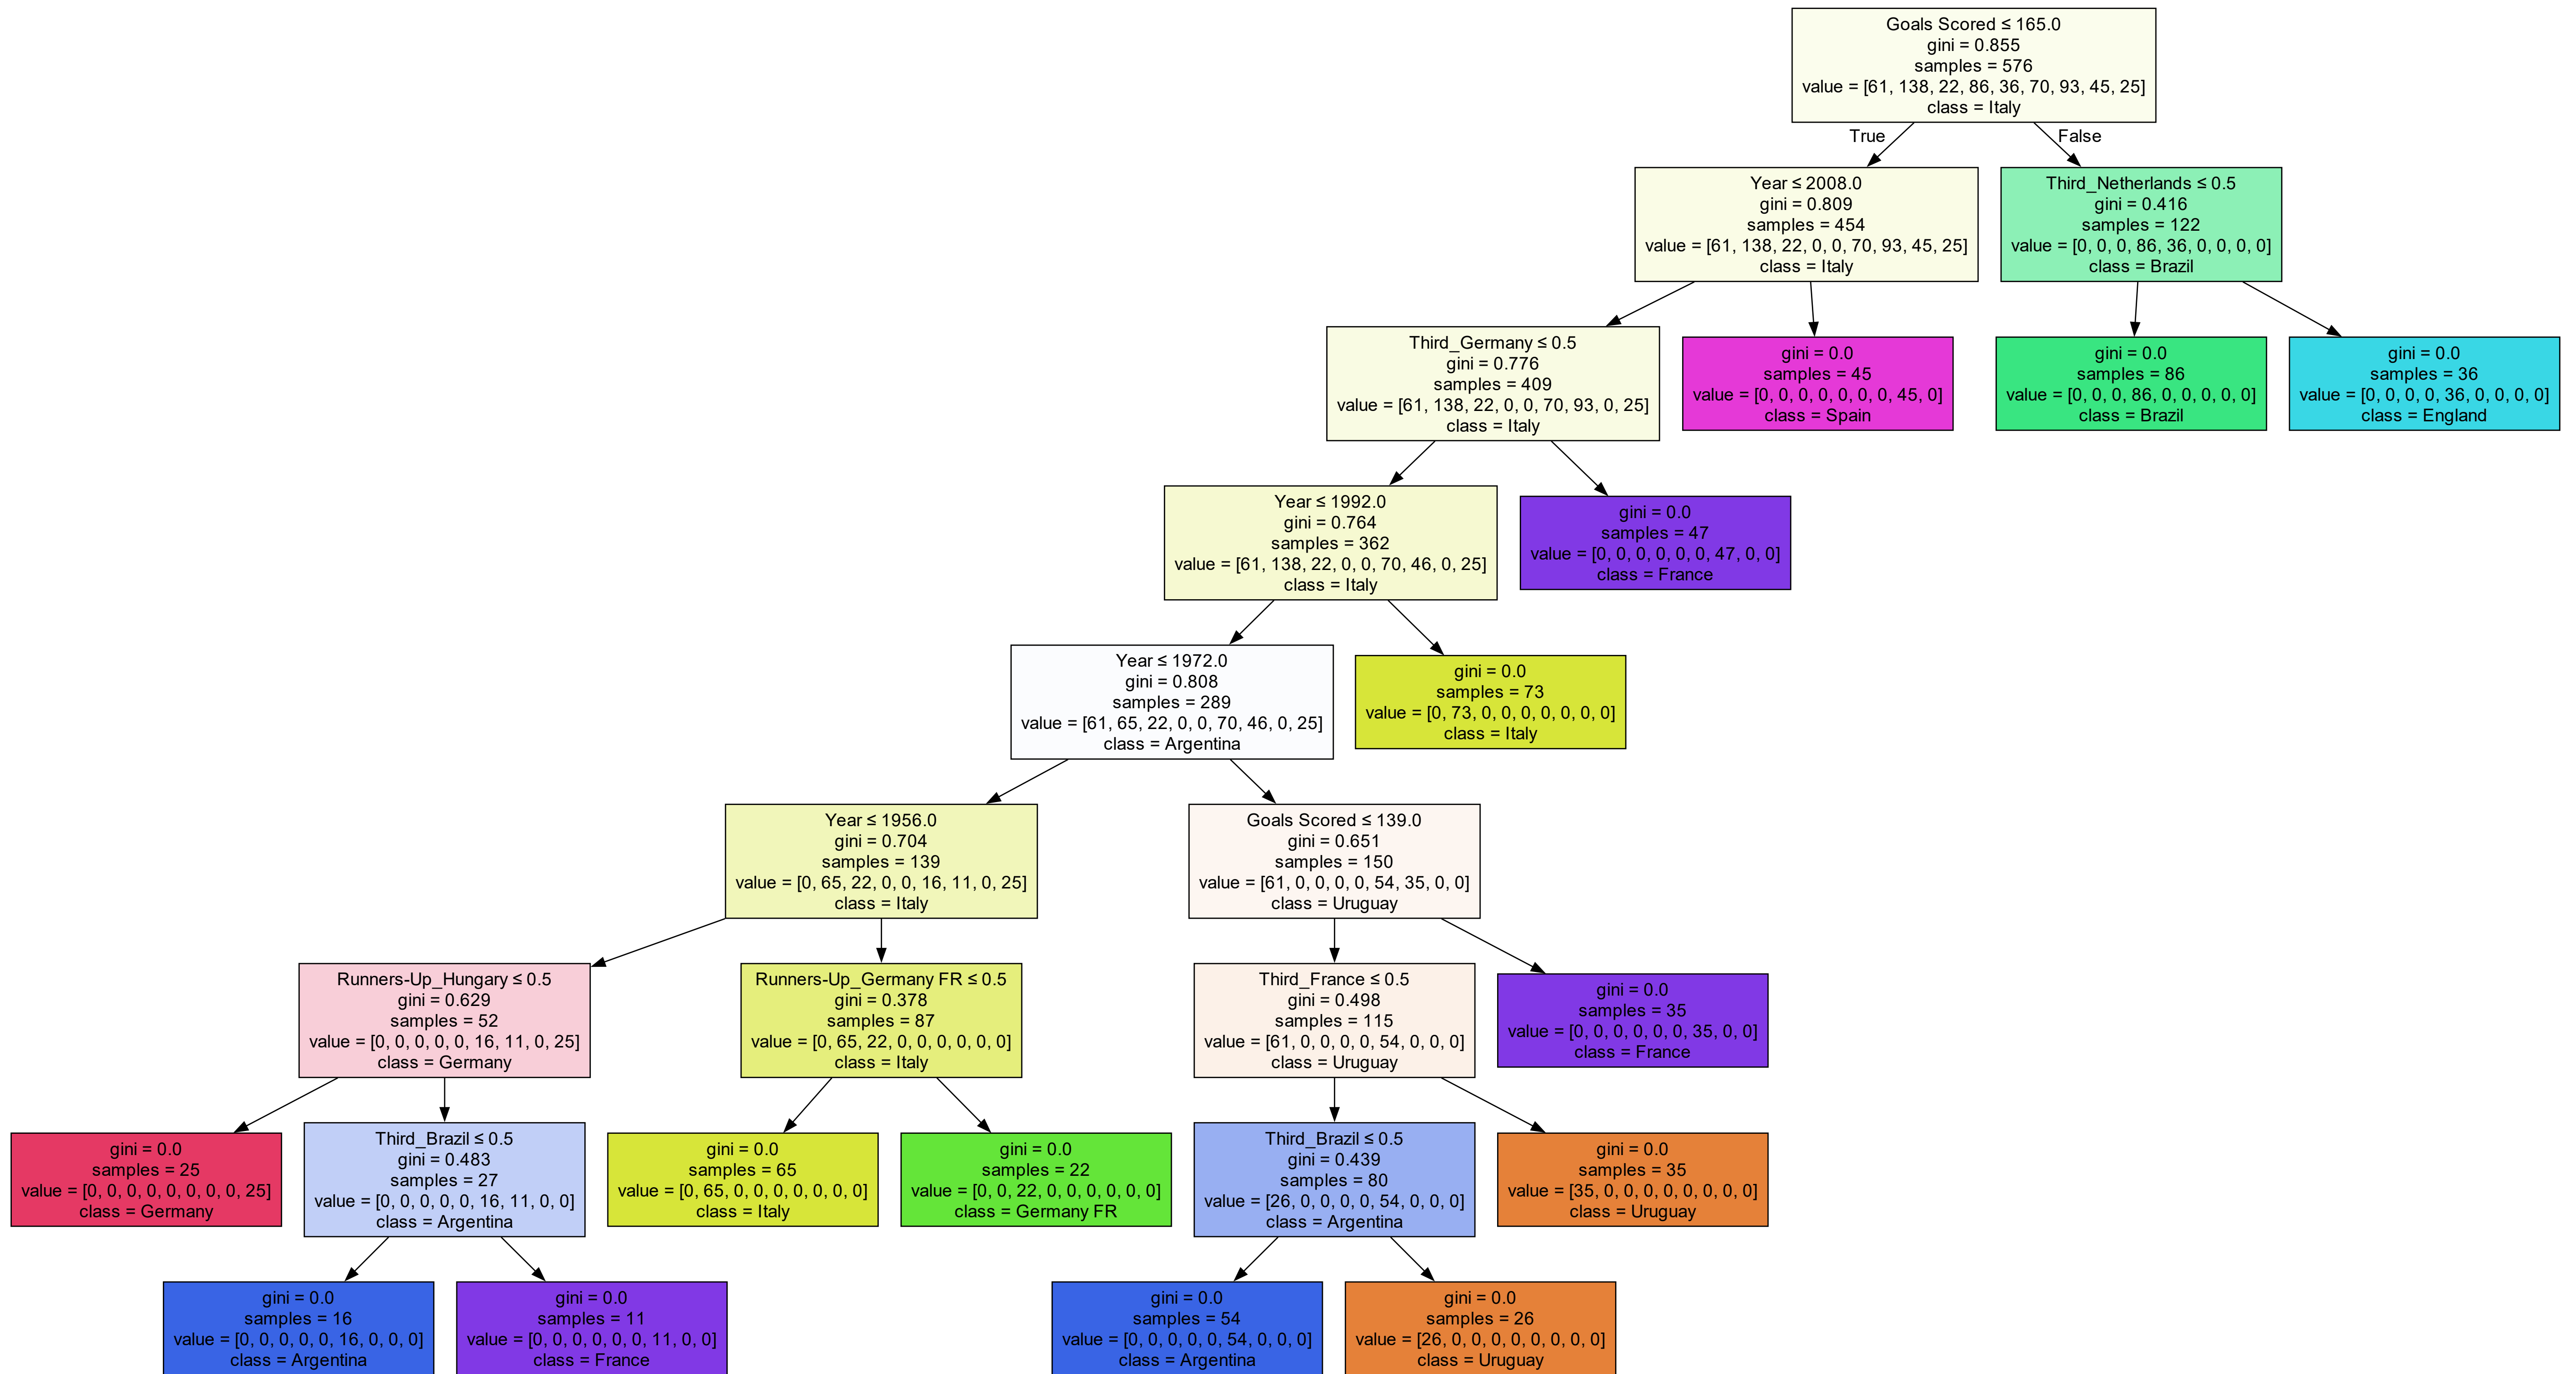 Goals Scored ≤ 165.0
gini = 0.855
samples = 576
value = [61, 138, 22, 86, 36, 70, 93, 45, 25]
class = Italy
True
False
Year ≤ 2008.0
gini = 0.809
samples = 454
value = [61, 138, 22, 0, 0, 70, 93, 45, 25]
class = Italy
Third_Netherlands ≤ 0.5
gini = 0.416
samples = 122
value = [0, 0, 0, 86, 36, 0, 0, 0, 0]
class = Brazil
Third_Germany ≤ 0.5
gini = 0.776
samples = 409
value = [61, 138, 22, 0, 0, 70, 93, 0, 25]
class = Italy
gini = 0.0
samples = 45
value = [0, 0, 0, 0, 0, 0, 0, 45, 0]
class = Spain
gini = 0.0
samples = 86
value = [0, 0, 0, 86, 0, 0, 0, 0, 0]
class = Brazil
gini = 0.0
samples = 36
value = [0, 0, 0, 0, 36, 0, 0, 0, 0]
class = England
Year ≤ 1992.0
gini = 0.764
samples = 362
value = [61, 138, 22, 0, 0, 70, 46, 0, 25]
class = Italy
gini = 0.0
samples = 47
value = [0, 0, 0, 0, 0, 0, 47, 0, 0]
class = France
Year ≤ 1972.0
gini = 0.808
samples = 289
value = [61, 65, 22, 0, 0, 70, 46, 0, 25]
class = Argentina
gini = 0.0
samples = 73
value = [0, 73, 0, 0, 0, 0, 0, 0, 0]
class = Italy
Year ≤ 1956.0
gini = 0.704
samples = 139
value = [0, 65, 22, 0, 0, 16, 11, 0, 25]
class = Italy
Goals Scored ≤ 139.0
gini = 0.651
samples = 150
value = [61, 0, 0, 0, 0, 54, 35, 0, 0]
class = Uruguay
Runners-Up_Hungary ≤ 0.5
gini = 0.629
samples = 52
value = [0, 0, 0, 0, 0, 16, 11, 0, 25]
class = Germany
Runners-Up_Germany FR ≤ 0.5
gini = 0.378
samples = 87
value = [0, 65, 22, 0, 0, 0, 0, 0, 0]
class = Italy
Third_France ≤ 0.5
gini = 0.498
samples = 115
value = [61, 0, 0, 0, 0, 54, 0, 0, 0]
class = Uruguay
gini = 0.0
samples = 35
value = [0, 0, 0, 0, 0, 0, 35, 0, 0]
class = France
gini = 0.0
samples = 25
value = [0, 0, 0, 0, 0, 0, 0, 0, 25]
class = Germany
Third_Brazil ≤ 0.5
gini = 0.483
samples = 27
value = [0, 0, 0, 0, 0, 16, 11, 0, 0]
class = Argentina
gini = 0.0
samples = 65
value = [0, 65, 0, 0, 0, 0, 0, 0, 0]
class = Italy
gini = 0.0
samples = 22
value = [0, 0, 22, 0, 0, 0, 0, 0, 0]
class = Germany FR
Third_Brazil ≤ 0.5
gini = 0.439
samples = 80
value = [26, 0, 0, 0, 0, 54, 0, 0, 0]
class = Argentina
gini = 0.0
samples = 35
value = [35, 0, 0, 0, 0, 0, 0, 0, 0]
class = Uruguay
gini = 0.0
samples = 16
value = [0, 0, 0, 0, 0, 16, 0, 0, 0]
class = Argentina
gini = 0.0
samples = 11
value = [0, 0, 0, 0, 0, 0, 11, 0, 0]
class = France
gini = 0.0
samples = 54
value = [0, 0, 0, 0, 0, 54, 0, 0, 0]
class = Argentina
gini = 0.0
samples = 26
value = [26, 0, 0, 0, 0, 0, 0, 0, 0]
class = Uruguay